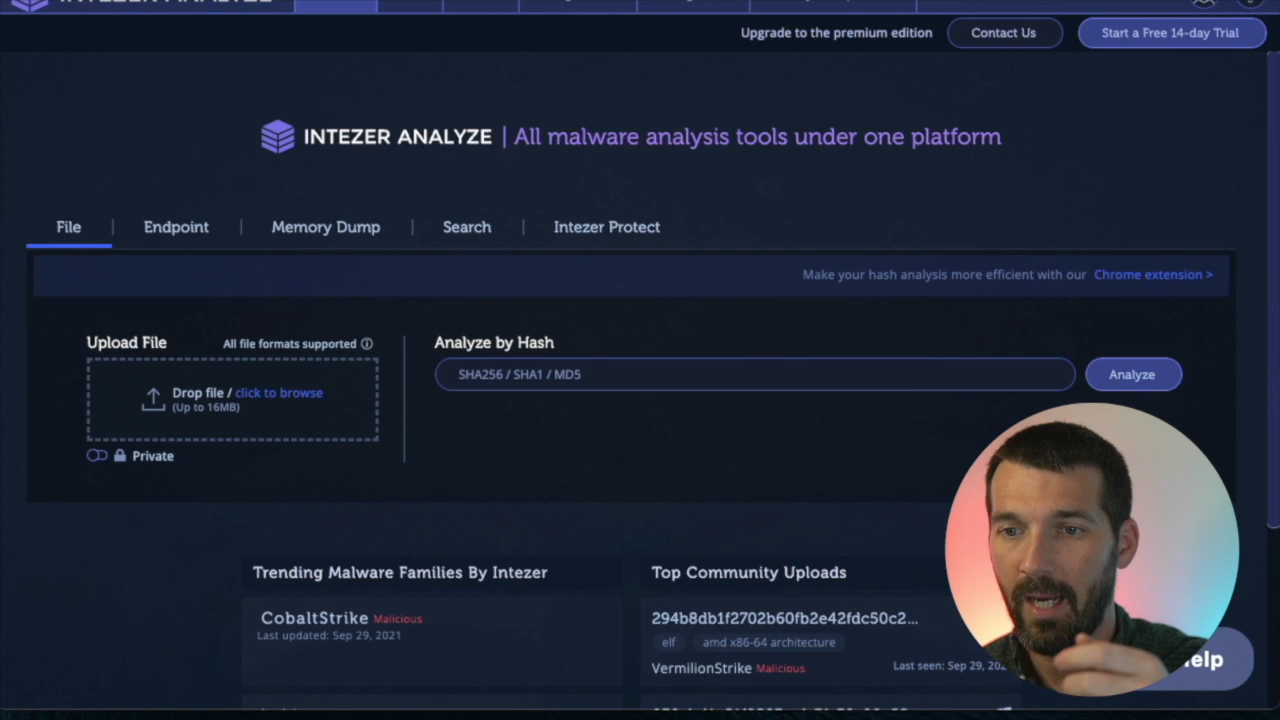 INTEZER ANALYZE
Upgrade to the premium edition
Contact Us
Start a Free 14-day Trial
INTEZER ANALYZE | All malware analysis tools under one platform
File | Endpoint | Memory Dump | Search | Intezer Protect
Make your hash analysis more efficient with our Chrome extension >
Upload File
All file formats supported
Drop file / click to browse
(Up to 16MB)
Private
Analyze by Hash
SHA256 / SHA1 / MD5
Analyze
Trending Malware Families By Intezer
CobaltStrike Malicious
Last updated: Sep 29, 2021
Top Community Uploads
294b8db1f2702b60fb2e42fdc50c2...
elf
amd x86-64 architecture
VermilionStrike Malicious
Last seen: Sep 29,